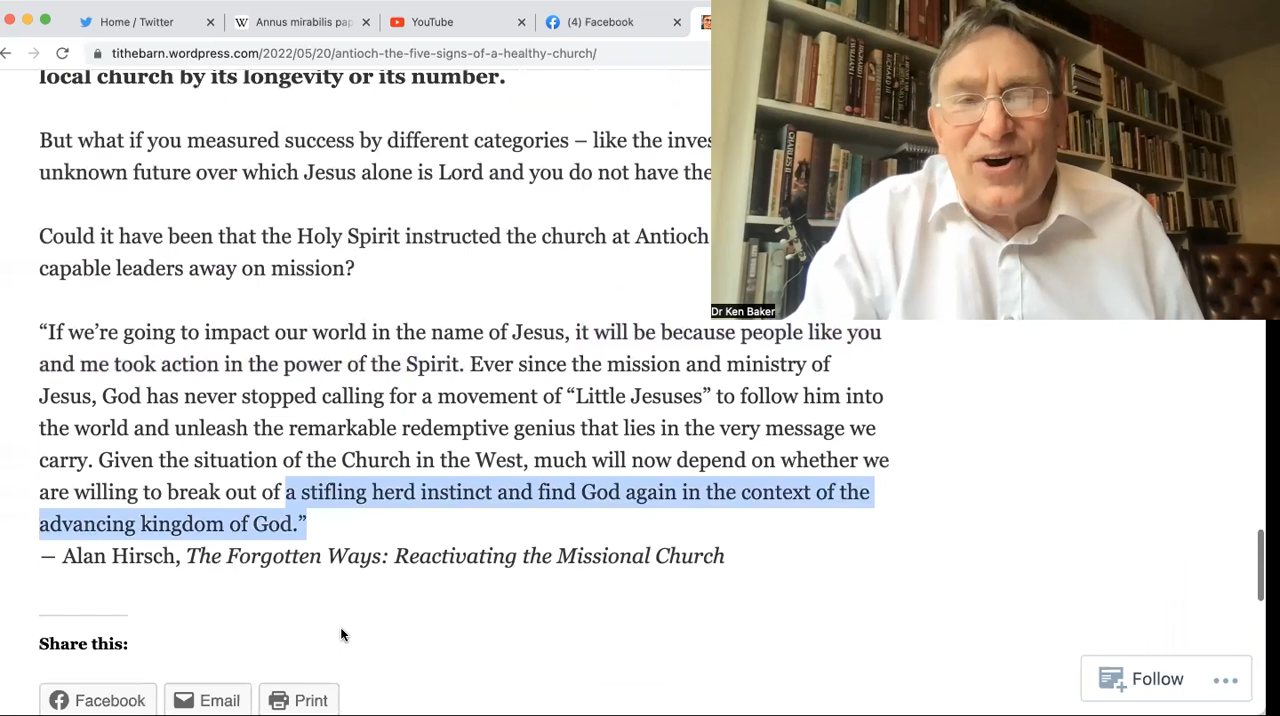 Home / Twitter
Annus mirabilis pap
YouTube
(4) Facebook
tithebarn.wordpress.com/2022/05/20/antioch-the-five-signs-of-a-healthy-church/
local church by its longevity or its number.
But what if you measured success by different categories – like the inves
unknown future over which Jesus alone is Lord and you do not have the
Could it have been that the Holy Spirit instructed the church at Antioch
capable leaders away on mission?
“If we’re going to impact our world in the name of Jesus, it will be because people like you
and me took action in the power of the Spirit. Ever since the mission and ministry of
Jesus, God has never stopped calling for a movement of “Little Jesuses” to follow him into
the world and unleash the remarkable redemptive genius that lies in the very message we
carry. Given the situation of the Church in the West, much will now depend on whether we
are willing to break out of a stifling herd instinct and find God again in the context of the
advancing kingdom of God.”
— Alan Hirsch, The Forgotten Ways: Reactivating the Missional Church
Share this:
Facebook
Email
Print
Follow
Dr Ken Baker
CHARLES II
RICHARD III